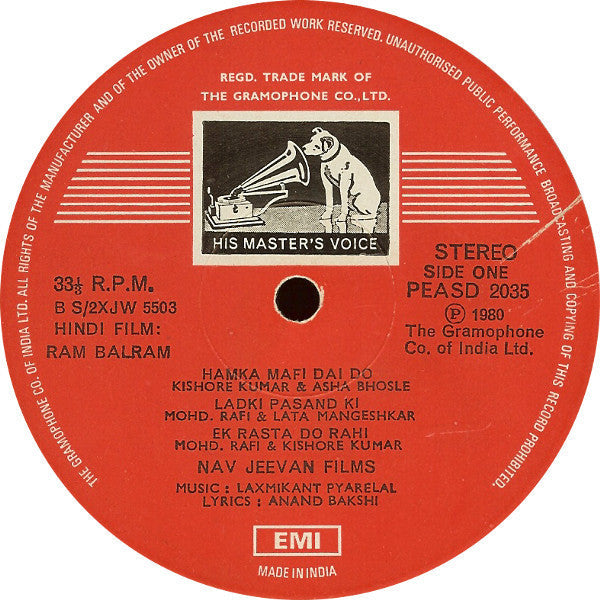 ALL RIGHTS OF THE MANUFACTURER AND OF THE OWNER OF THE RECORDED WORK RESERVED. UNAUTHORISED PUBLIC PERFORMANCE BROADCASTING AND COPYING OF THIS RECORD PROHIBITED.
THE GRAMOPHONE CO. OF INDIA LTD.
REGD. TRADE MARK OF
THE GRAMOPHONE CO., LTD.
HIS MASTER'S VOICE
33⅓ R.P.M.
B S/2XJW 5503
HINDI FILM:
RAM BALRAM
STEREO
SIDE ONE
PEASD 2035
Ⓟ 1980
The Gramophone
Co. of India Ltd.
HAMKA MAFI DAI DO
KISHORE KUMAR & ASHA BHOSLE
LADKI PASAND KI
MOHD. RAFI & LATA MANGESHKAR
EK RASTA DO RAHI
MOHD. RAFI & KISHORE KUMAR
NAV JEEVAN FILMS
MUSIC : LAXMIKANT PYARELAL
LYRICS : ANAND BAKSHI
EMI
MADE IN INDIA